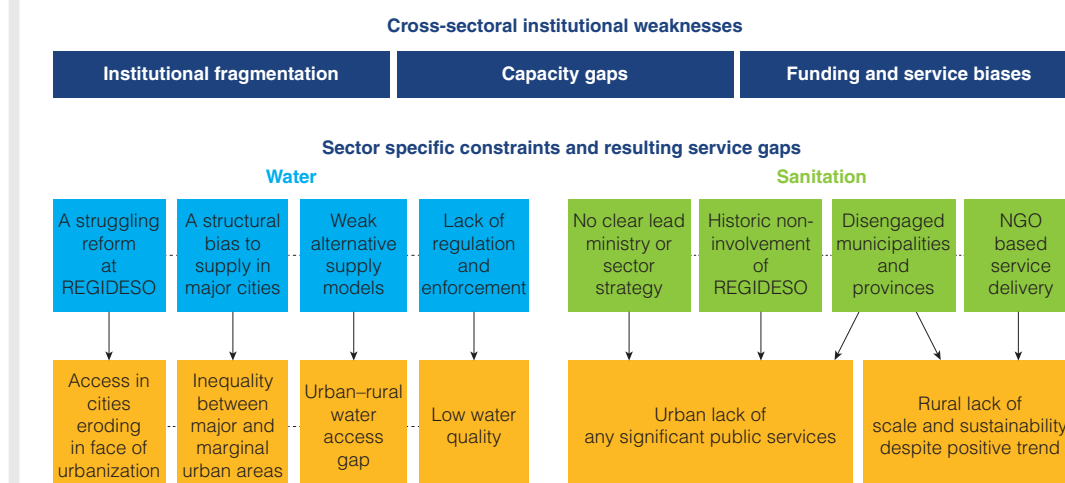 Cross-sectoral institutional weaknesses
Institutional fragmentation
Capacity gaps
Funding and service biases
Sector specific constraints and resulting service gaps
Water
Sanitation
A struggling
reform
at
REGIDESO
A structural
bias to
supply in
major cities
Weak
alternative
supply
models
Lack of
regulation
and
enforcement
No clear lead
ministry or
sector
strategy
Historic non-
involvement
of
REGIDESO
Disengaged
municipalities
and
provinces
NGO
based
service
delivery
Access in
cities
eroding
in face of
urbanization
Inequality
between
major and
marginal
urban areas
Urban–rural
water
access
gap
Low water
quality
Urban lack of
any significant public services
Rural lack of
scale and sustainability
despite positive trend